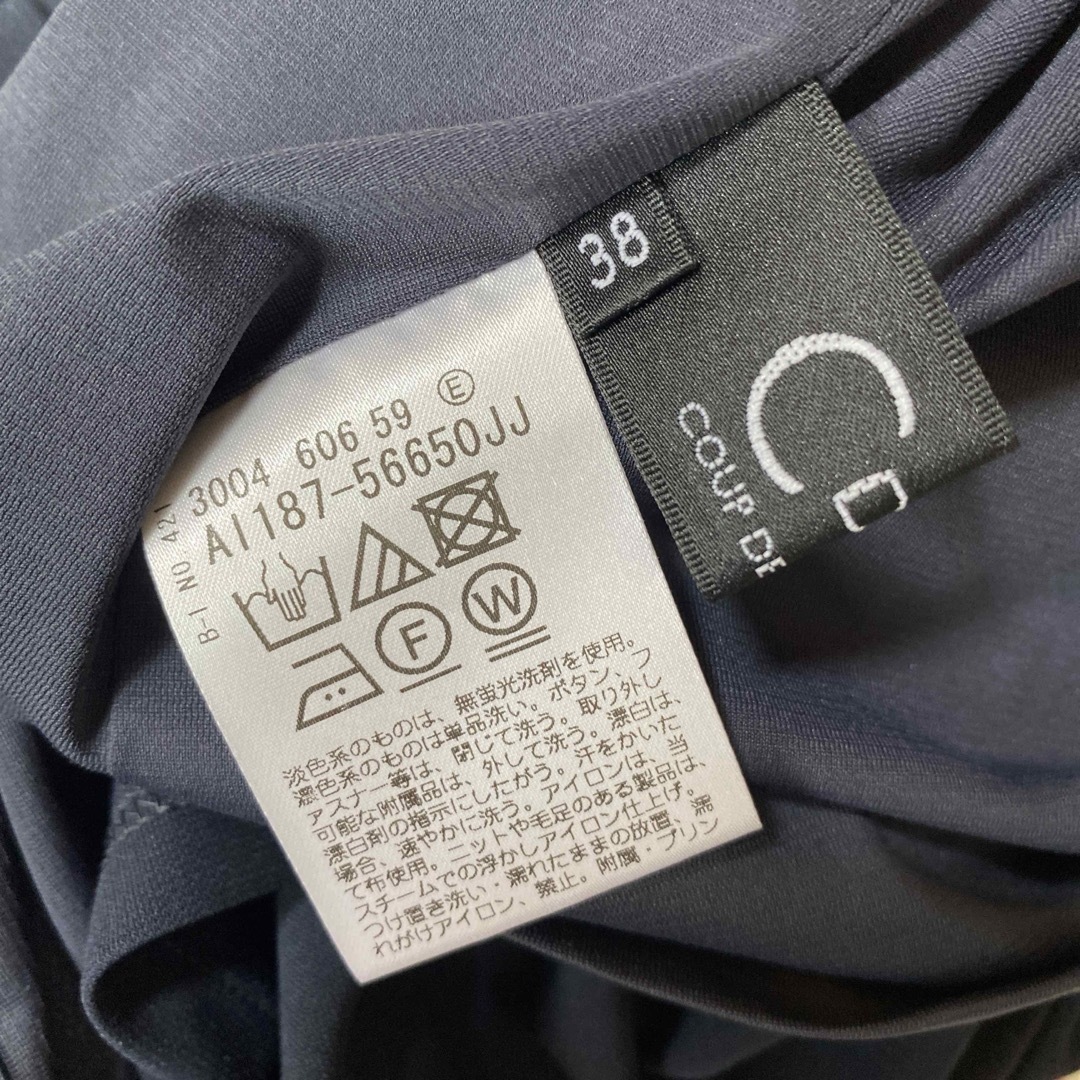 38
COUP DE
B-I NO 421
3004 606 59 E
AI187-56650JJ
F W
淡色系のものは、無蛍光洗剤を使用。
濃色系のものは単品洗い。ボタン、フ
ァスナー等は、閉じて洗う。取り外し
可能な附属品は、外して洗う。漂白は、
漂白剤の指示にしたがう。汗をかいた
場合、速やかに洗う。アイロンは、当
て布使用。ニットや毛足のある製品は、
スチームでの浮かしアイロン仕上げ。
つけ置き洗い・濡れたままの放置、濡
れがけアイロン、禁止。附属・プリン